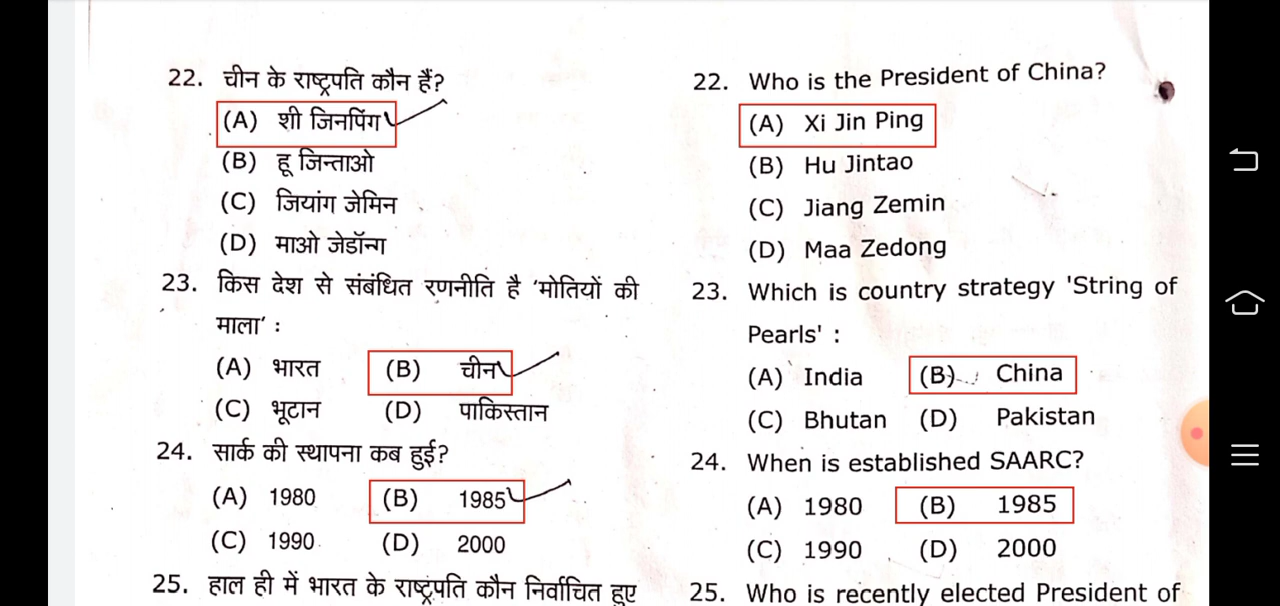 22. चीन के राष्ट्रपति कौन हैं?
(A) शी जिनपिंग
(B) हू जिन्ताओ
(C) जियांग जेमिन
(D) माओ जेडॉन्ग
23. किस देश से संबंधित रणनीति है 'मोतियों की
माला' :
(A) भारत (B) चीन
(C) भूटान (D) पाकिस्तान
24. सार्क की स्थापना कब हुई?
(A) 1980 (B) 1985
(C) 1990 (D) 2000
25. हाल ही में भारत के राष्ट्रपति कौन निर्वाचित हुए
22. Who is the President of China?
(A) Xi Jin Ping
(B) Hu Jintao
(C) Jiang Zemin
(D) Maa Zedong
23. Which is country strategy 'String of
Pearls' :
(A) India (B) China
(C) Bhutan (D) Pakistan
24. When is established SAARC?
(A) 1980 (B) 1985
(C) 1990 (D) 2000
25. Who is recently elected President of